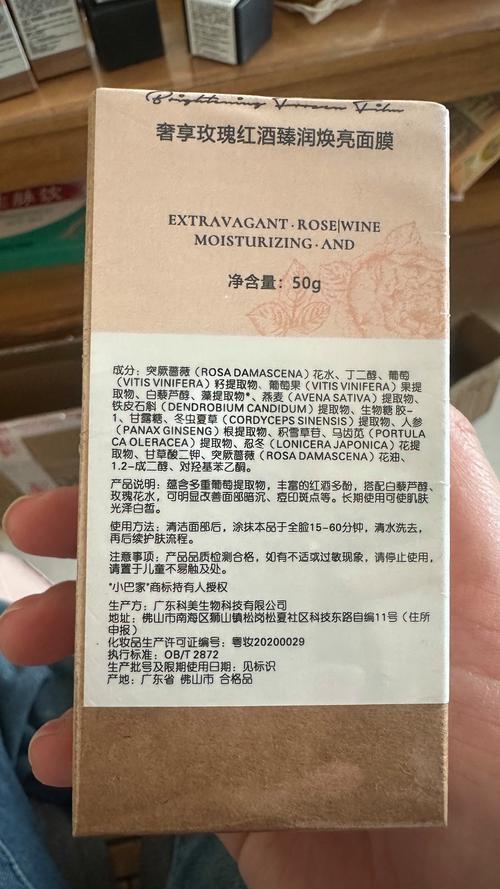 Brightening Frozen Film
奢享玫瑰红酒臻润焕亮面膜
EXTRAVAGANT·ROSE|WINE
MOISTURIZING·AND
净含量：50g
成分：突厥蔷薇（ROSA DAMASCENA）花水、丁二醇、葡萄
（VITIS VINIFERA）籽提取物、葡萄果（VITIS VINIFERA）果提
取物、白藜芦醇、藻提取物*、燕麦（AVENA SATIVA）提取物、
铁皮石斛（DENDROBIUM CANDIDUM）提取物、生物糖胶-
1、甘露糖、冬虫夏草（CORDYCEPS SINENSIS）提取物、人参
（PANAX GINSENG）根提取物、积雪草苷、马齿苋（PORTULA
CA OLERACEA）提取物、忍冬（LONICERA JAPONICA）花提
取物、甘草酸二钾、突厥蔷薇（ROSA DAMASCENA）花油、
1.2-己二醇、对羟基苯乙酮。
产品说明：蕴含多重葡萄提取物，丰富的红酒多酚，搭配白藜芦醇、
玫瑰花水，可明显改善面部暗沉、痘印斑点等。长期使用可使肌肤
光泽白皙。
使用方法：清洁面部后，涂抹本品于全脸15-60分钟，清水洗去，
再后续护肤流程。
注意事项：产品品质检测合格，如有不适或过敏现象，请停止使用，
请置于儿童不易触及处。
"小巴家"商标持有人授权
生产方：广东科美生物科技有限公司
地址：佛山市南海区狮山镇松岗松夏社区科技东路自编11号（住所
申报）
化妆品生产许可证编号：粤妆20200029
执行标准：QB/T 2872
生产批号及限期使用日期：见标识
产地：广东省 佛山市 合格品